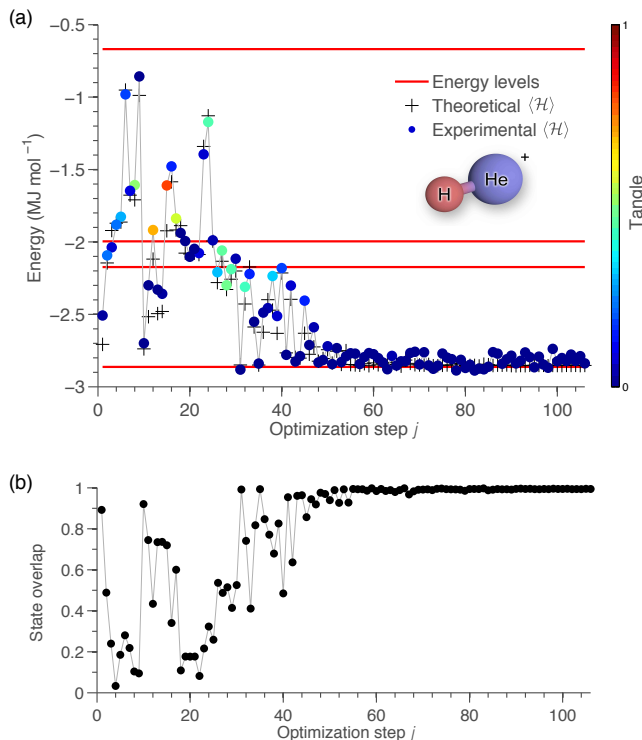 (a)
−0.5
−1
−1.5
−2
−2.5
−3
Energy (MJ mol⁻¹)
Energy levels
Theoretical ⟨ℋ⟩
Experimental ⟨ℋ⟩
H
He
+
0
20
40
60
80
100
Optimization step j
1
0
Tangle
(b)
1
0.8
0.6
0.4
0.2
0
State overlap
0
20
40
60
80
100
Optimization step j